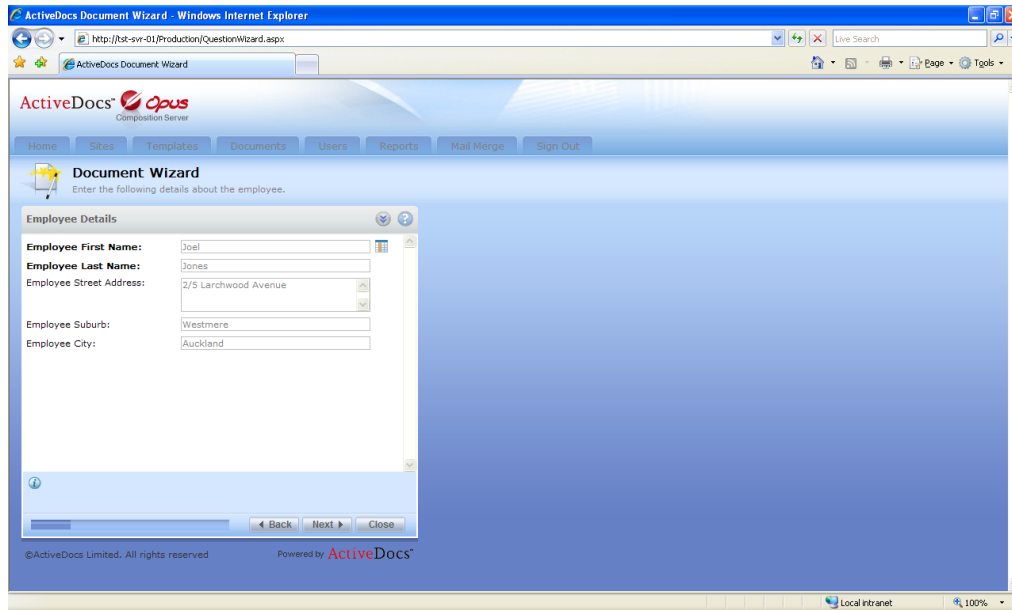 ActiveDocs Document Wizard - Windows Internet Explorer
http://tst-svr-01/Production/QuestionWizard.aspx
Live Search
ActiveDocs Document Wizard
Page
Tools
ActiveDocs™ Opus
Composition Server
Home Sites Templates Documents Users Reports Mail Merge Sign Out
Document Wizard
Enter the following details about the employee.
Employee Details
Employee First Name: Joel
Employee Last Name: Jones
Employee Street Address: 2/5 Larchwood Avenue
Employee Suburb: Westmere
Employee City: Auckland
Back Next Close
©ActiveDocs Limited. All rights reserved Powered by ActiveDocs™
Local intranet 100%